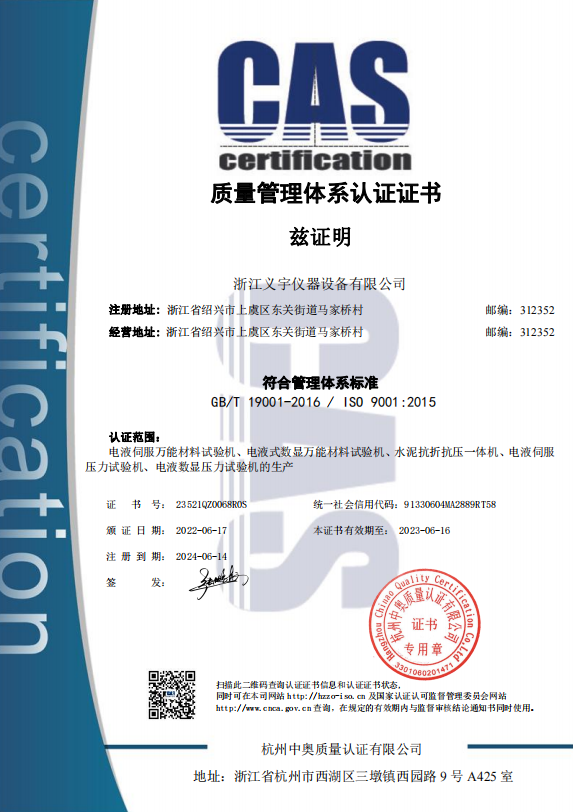 certification
CAS
certification
质量管理体系认证证书
兹证明
浙江义宇仪器设备有限公司
注册地址：浙江省绍兴市上虞区东关街道马家桥村 邮编：312352
经营地址：浙江省绍兴市上虞区东关街道马家桥村 邮编：312352
符合管理体系标准
GB/T 19001-2016 / ISO 9001:2015
认证范围：
电液伺服万能材料试验机、电液式数显万能材料试验机、水泥抗折抗压一体机、电液伺服
压力试验机、电液数显压力试验机的生产
证 书 号：23521QZ0068R0S 统一社会信用代码：91330604MA2889RT58
颁 证 日 期：2022-06-17 本证书有效期至：2023-06-16
注 册 到 期：2024-06-14
签 发：
Hangzhou Chinao Quality Certification Co.Ltd
杭州中奥质量认证有限公司
证书
专用章
3301060201471
扫描此二维码查询认证证书信息和认证证书状态，
同时可在本司网站 http://hzzo-iso.cn 及国家认证认可监督管理委员会网站
http://www.cnca.gov.cn 查询，在规定的有效期内与监督审核结论通知书同时使用。
杭州中奥质量认证有限公司
地址：浙江省杭州市西湖区三墩镇西园路 9 号 A425 室